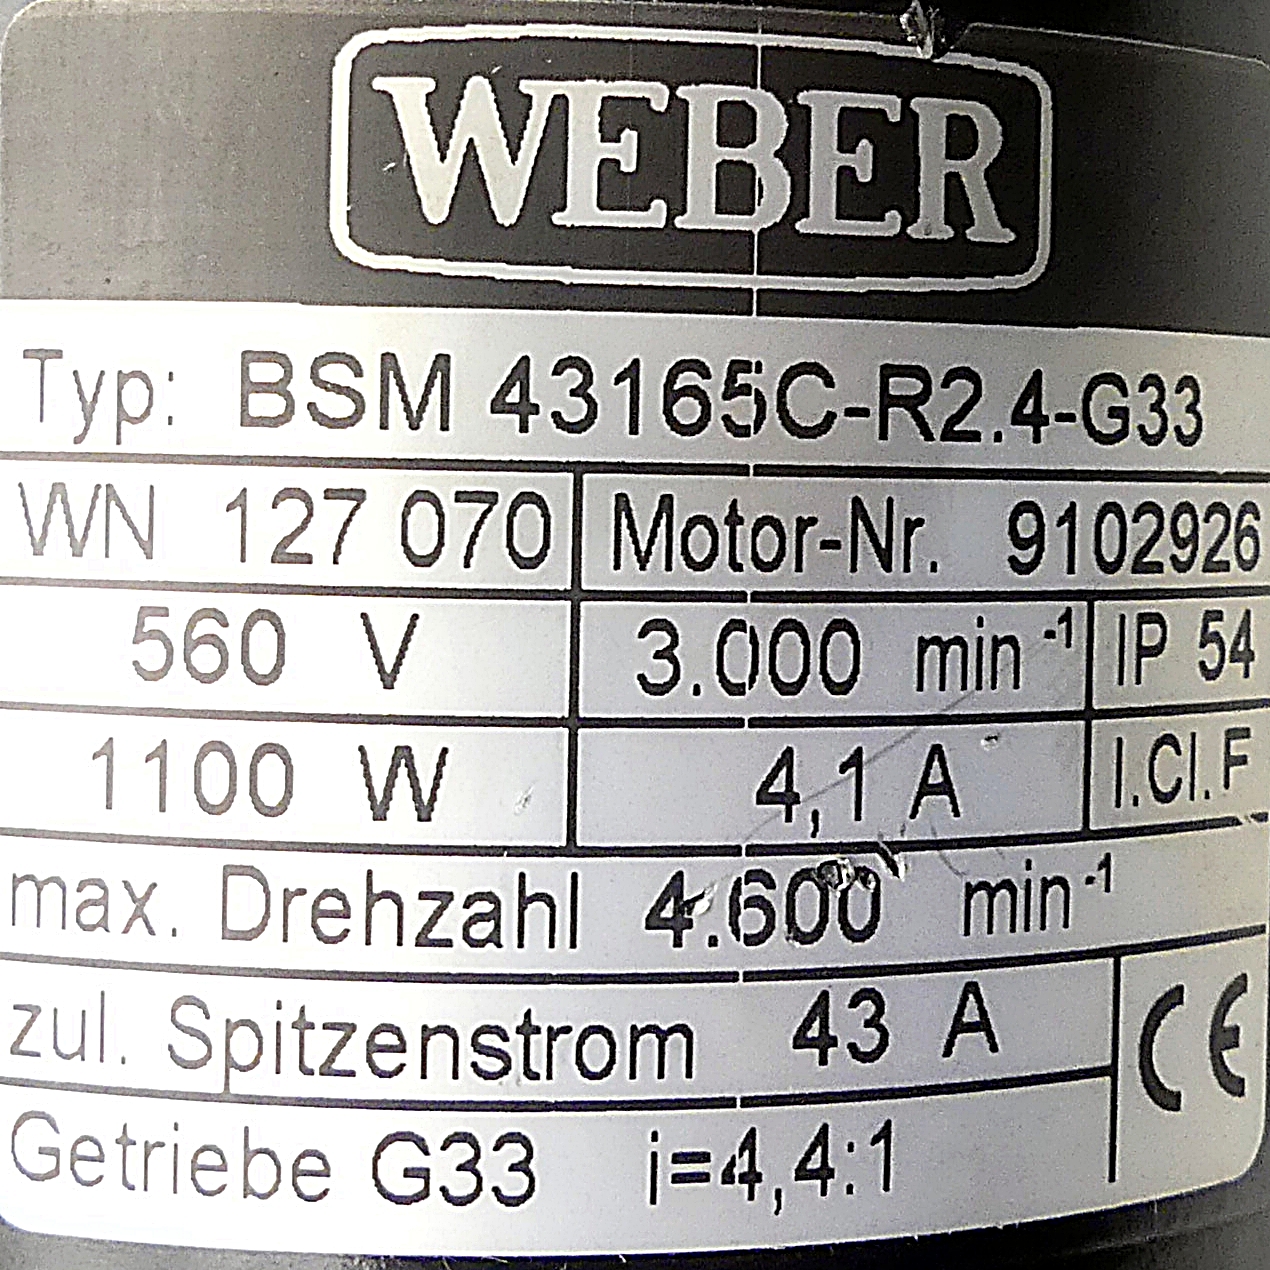 WEBER
Typ: BSM 43165C-R2.4-G33
WN 127 070 Motor-Nr. 9102926
560 V 3.000 min⁻¹ IP 54
1100 W 4,1 A I.Cl.F
max. Drehzahl 4.600 min⁻¹
zul. Spitzenstrom 43 A CE
Getriebe G33 i=4,4:1